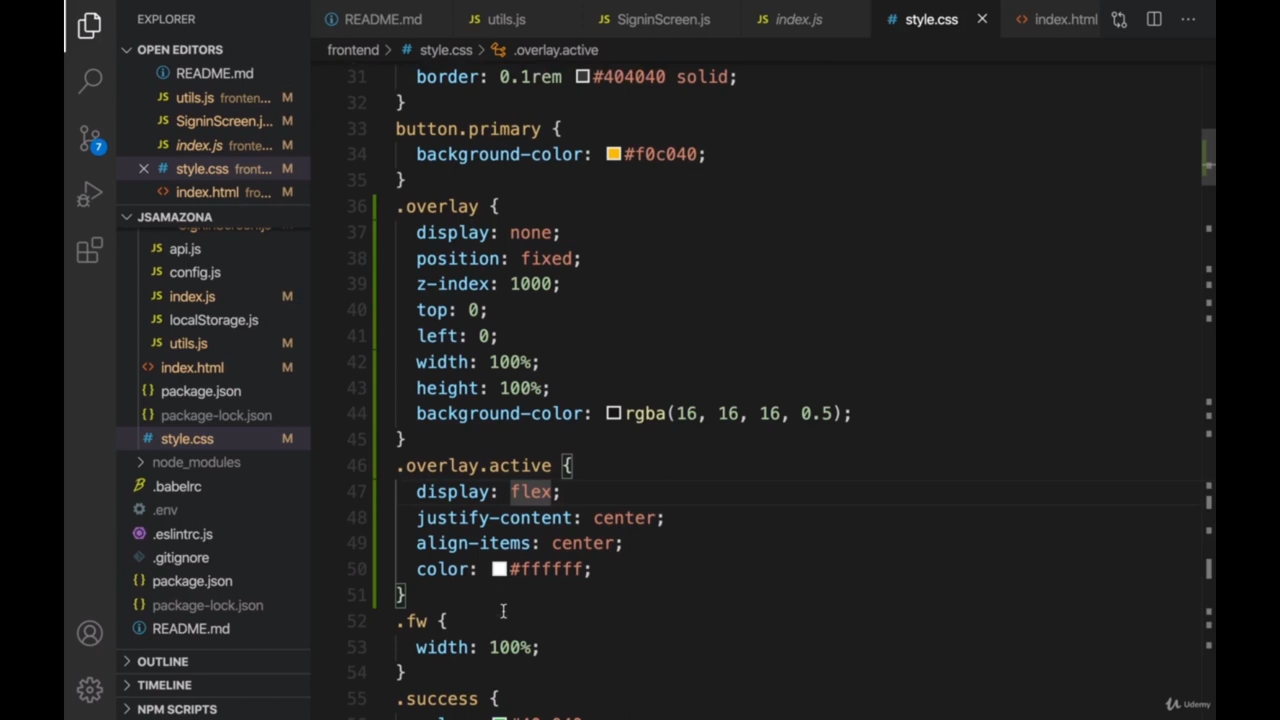 EXPLORER
README.md
utils.js
SigninScreen.js
index.js
style.css
index.html
OPEN EDITORS
frontend > style.css > .overlay.active
README.md
utils.js fronten... M
SigninScreen.j... M
index.js fronte... M
style.css front... M
index.html fro... M
7
JSAMAZONA
api.js
config.js
index.js M
localStorage.js
utils.js M
index.html M
package.json
package-lock.json
style.css M
node_modules
.babelrc
.env
.eslintrc.js
.gitignore
package.json
package-lock.json
README.md
OUTLINE
TIMELINE
NPM SCRIPTS
31 border: 0.1rem #404040 solid;
32 }
33 button.primary {
34 background-color: #f0c040;
35 }
36 .overlay {
37 display: none;
38 position: fixed;
39 z-index: 1000;
40 top: 0;
41 left: 0;
42 width: 100%;
43 height: 100%;
44 background-color: rgba(16, 16, 16, 0.5);
45 }
46 .overlay.active {
47 display: flex;
48 justify-content: center;
49 align-items: center;
50 color: #ffffff;
51 }
52 .fw {
53 width: 100%;
54 }
55 .success {
Udemy